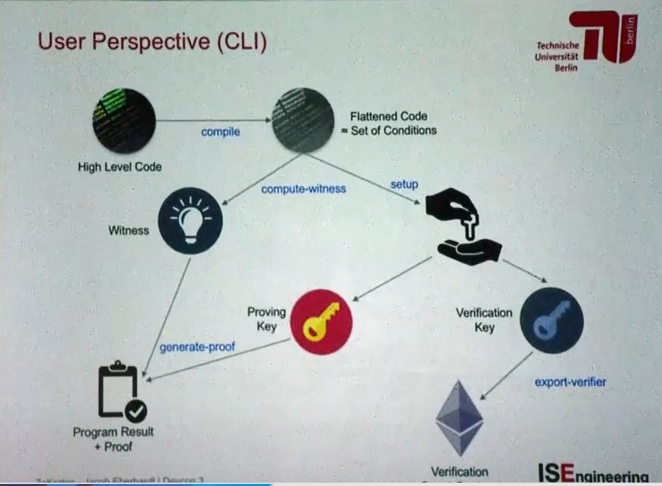 User Perspective (CLI)
Technische
Universität
Berlin
berlin
compile
Flattened Code
= Set of Conditions
High Level Code
compute-witness
setup
Witness
Proving
Key
Verification
Key
generate-proof
export-verifier
Program Result
+ Proof
Verification
ISEngineering